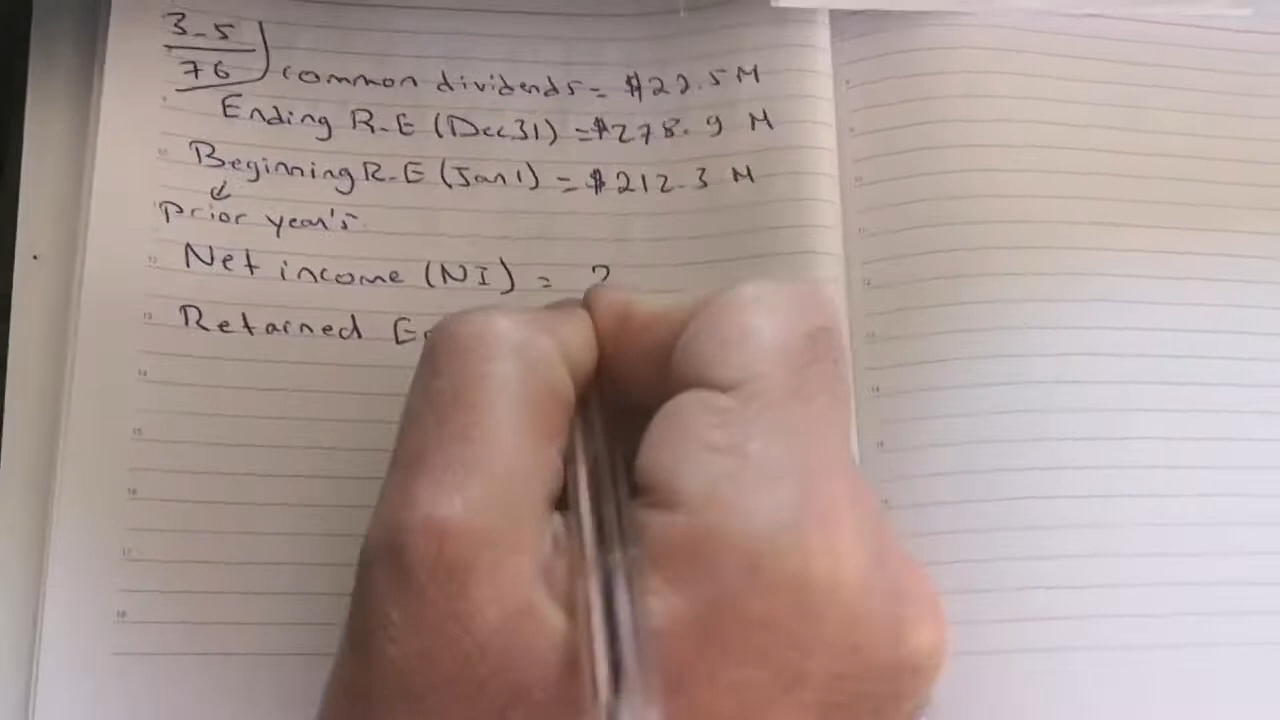 3-5
76
common dividends = $22.5 M
Ending R.E (Dec 31) = $278.9 M
Beginning R.E (Jan 1) = $212.3 M
Prior year's
Net income (NI) = ?
Retained